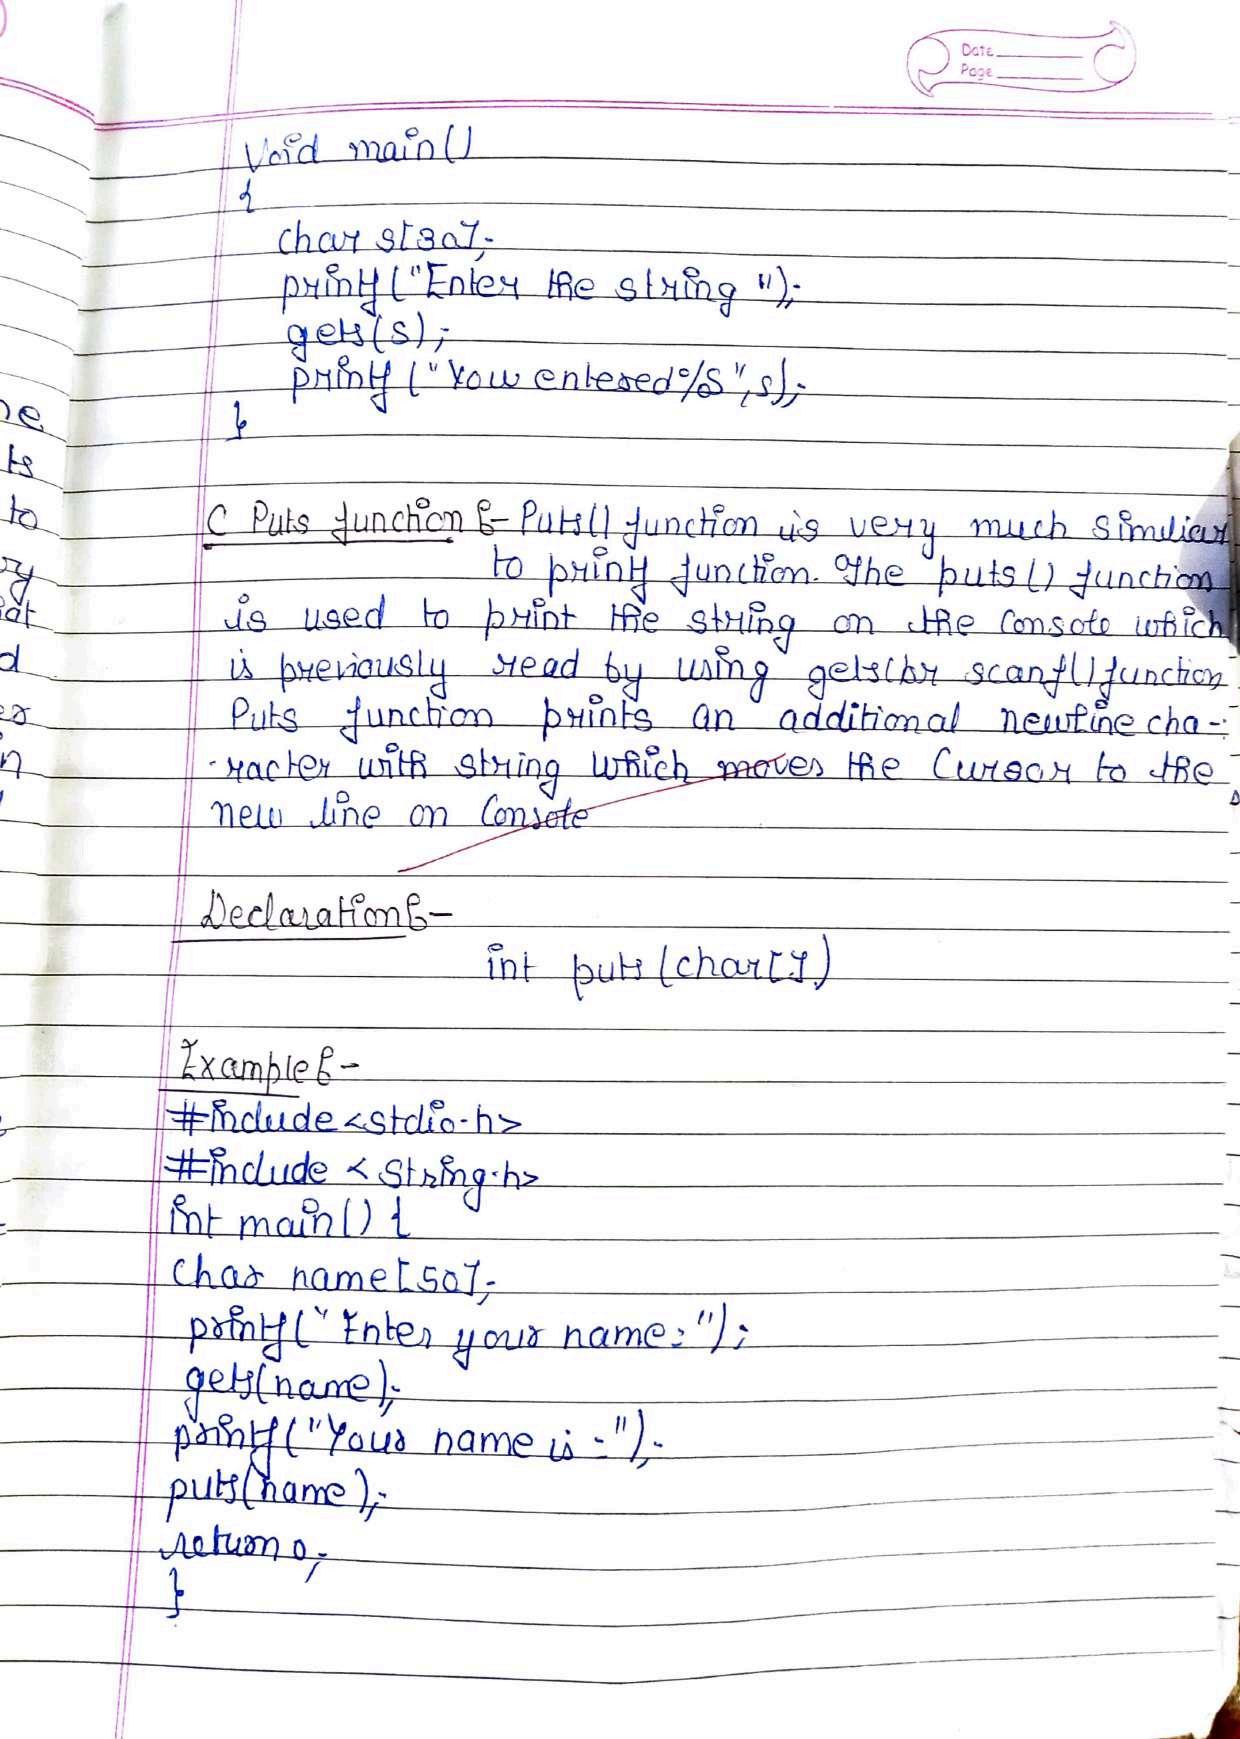 Date
Page
Void main()
{
char s[30];
printf("Enter the string ");
gets(s);
printf ("You entered%s",s);
}
ne
ts
to
ry
d
n
C Puts function :- Puts() function is very much similiar
to printf function. The puts() function
is used to print the string on the Console which
is previously read by using gets()or scanf() function
Puts function prints an additional newline cha-
racter with string which moves the Cursor to the
new line on Console
Declaration:-
int puts (char[])
Example:-
#include<stdio.h>
#include <string.h>
int main() {
Char name[50];
printf("Enter your name:");
gets(name);
printf("Your name is:");
puts(name);
return 0;
}